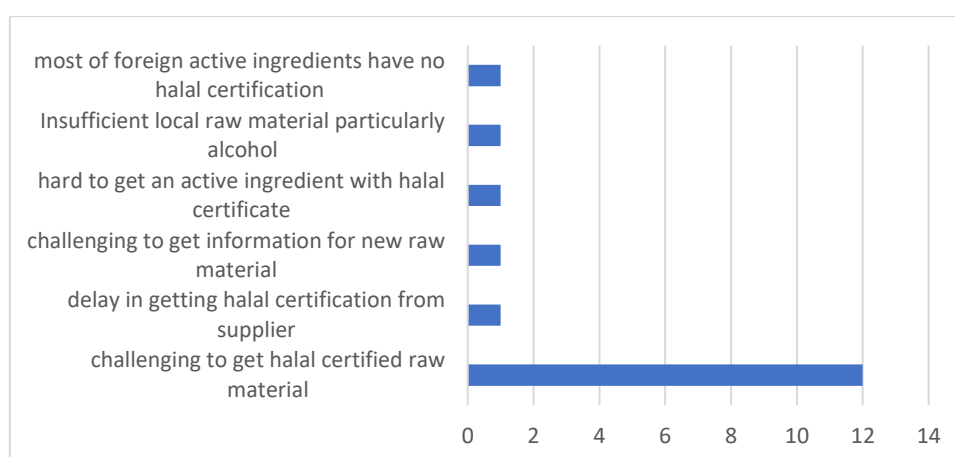 most of foreign active ingredients have no
halal certification
Insufficient local raw material particularly
alcohol
hard to get an active ingredient with halal
certificate
challenging to get information for new raw
material
delay in getting halal certification from
supplier
challenging to get halal certified raw
material
0 2 4 6 8 10 12 14